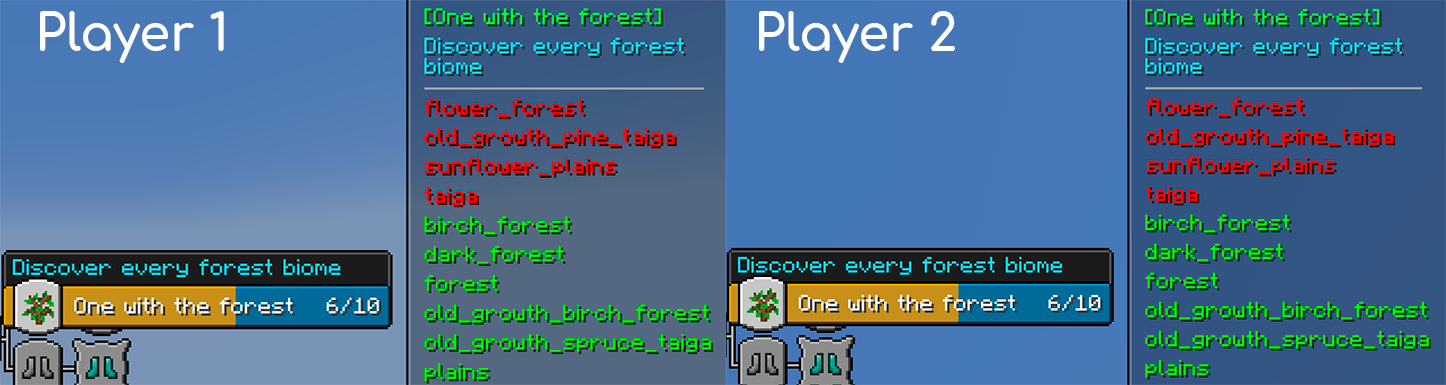 Player 1
[One with the forest]
Discover every forest
biome
flower_forest
old_growth_pine_taiga
sunflower_plains
taiga
birch_forest
dark_forest
forest
old_growth_birch_forest
old_growth_spruce_taiga
plains
Discover every forest biome
One with the forest 6/10
Player 2
[One with the forest]
Discover every forest
biome
flower_forest
old_growth_pine_taiga
sunflower_plains
taiga
birch_forest
dark_forest
forest
old_growth_birch_forest
old_growth_spruce_taiga
plains
Discover every forest biome
One with the forest 6/10